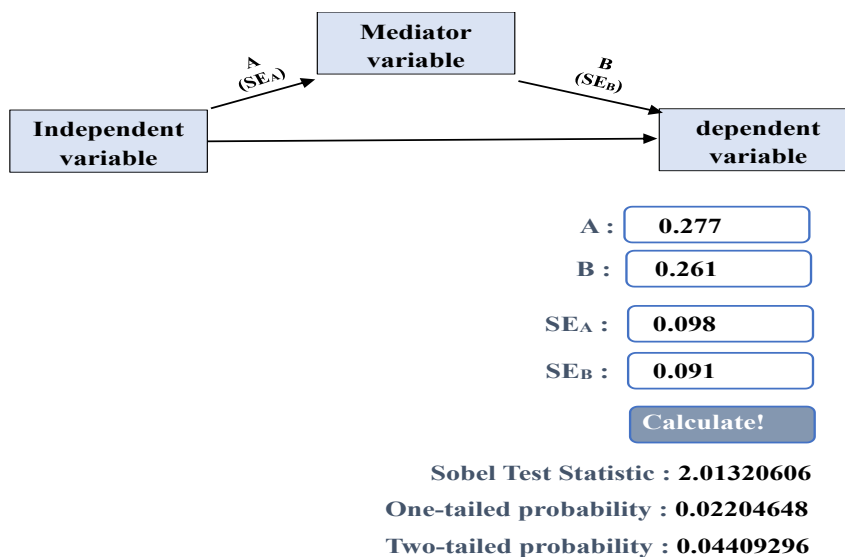 Mediator
variable
A
(SEA)
B
(SEB)
Independent
variable
dependent
variable
A : 0.277
B : 0.261
SEA : 0.098
SEB : 0.091
Calculate!
Sobel Test Statistic : 2.01320606
One-tailed probability : 0.02204648
Two-tailed probability : 0.04409296